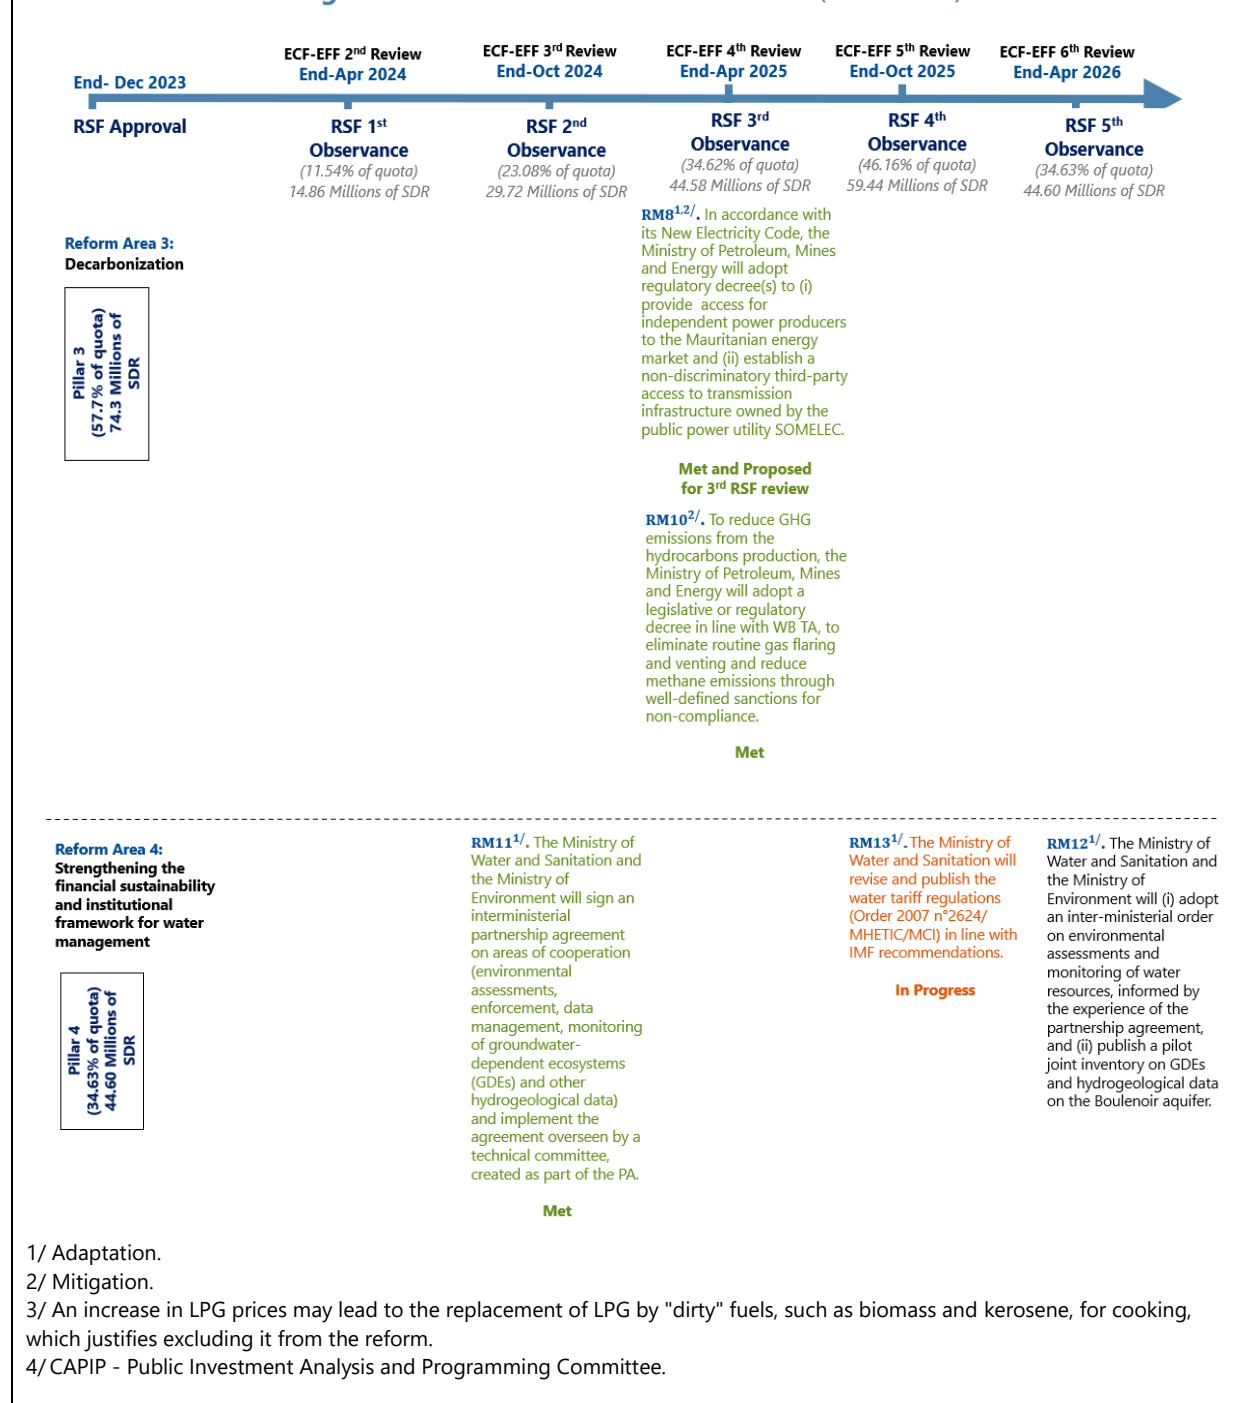 End- Dec 2023
ECF-EFF 2nd Review
End-Apr 2024
ECF-EFF 3rd Review
End-Oct 2024
ECF-EFF 4th Review
End-Apr 2025
ECF-EFF 5th Review
End-Oct 2025
ECF-EFF 6th Review
End-Apr 2026
RSF Approval
RSF 1st
Observance
(11.54% of quota)
14.86 Millions of SDR
RSF 2nd
Observance
(23.08% of quota)
29.72 Millions of SDR
RSF 3rd
Observance
(34.62% of quota)
44.58 Millions of SDR
RSF 4th
Observance
(46.16% of quota)
59.44 Millions of SDR
RSF 5th
Observance
(34.63% of quota)
44.60 Millions of SDR
Reform Area 3:
Decarbonization
Pillar 3
(57.7% of quota)
74.3 Millions of
SDR
RM81,2/. In accordance with
its New Electricity Code, the
Ministry of Petroleum, Mines
and Energy will adopt
regulatory decree(s) to (i)
provide access for
independent power producers
to the Mauritanian energy
market and (ii) establish a
non-discriminatory third-party
access to transmission
infrastructure owned by the
public power utility SOMELEC.
Met and Proposed
for 3rd RSF review
RM102/. To reduce GHG
emissions from the
hydrocarbons production, the
Ministry of Petroleum, Mines
and Energy will adopt a
legislative or regulatory
decree in line with WB TA, to
eliminate routine gas flaring
and venting and reduce
methane emissions through
well-defined sanctions for
non-compliance.
Met
Reform Area 4:
Strengthening the
financial sustainability
and institutional
framework for water
management
Pillar 4
(34.63% of quota)
44.60 Millions of
SDR
RM111/. The Ministry of
Water and Sanitation and
the Ministry of
Environment will sign an
interministerial
partnership agreement
on areas of cooperation
(environmental
assessments,
enforcement, data
management, monitoring
of groundwater-
dependent ecosystems
(GDEs) and other
hydrogeological data)
and implement the
agreement overseen by a
technical committee,
created as part of the PA.
Met
RM131/. The Ministry of
Water and Sanitation will
revise and publish the
water tariff regulations
(Order 2007 n°2624/
MHETIC/MCI) in line with
IMF recommendations.
In Progress
RM121/. The Ministry of
Water and Sanitation and
the Ministry of
Environment will (i) adopt
an inter-ministerial order
on environmental
assessments and
monitoring of water
resources, informed by
the experience of the
partnership agreement,
and (ii) publish a pilot
joint inventory on GDEs
and hydrogeological data
on the Boulenoir aquifer.
1/ Adaptation.
2/ Mitigation.
3/ An increase in LPG prices may lead to the replacement of LPG by "dirty" fuels, such as biomass and kerosene, for cooking,
which justifies excluding it from the reform.
4/ CAPIP - Public Investment Analysis and Programming Committee.